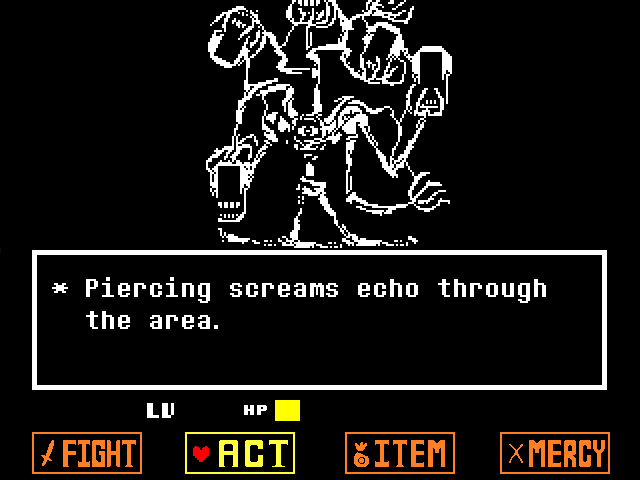 * Piercing screams echo through
the area.
LV HP
FIGHT ACT ITEM MERCY